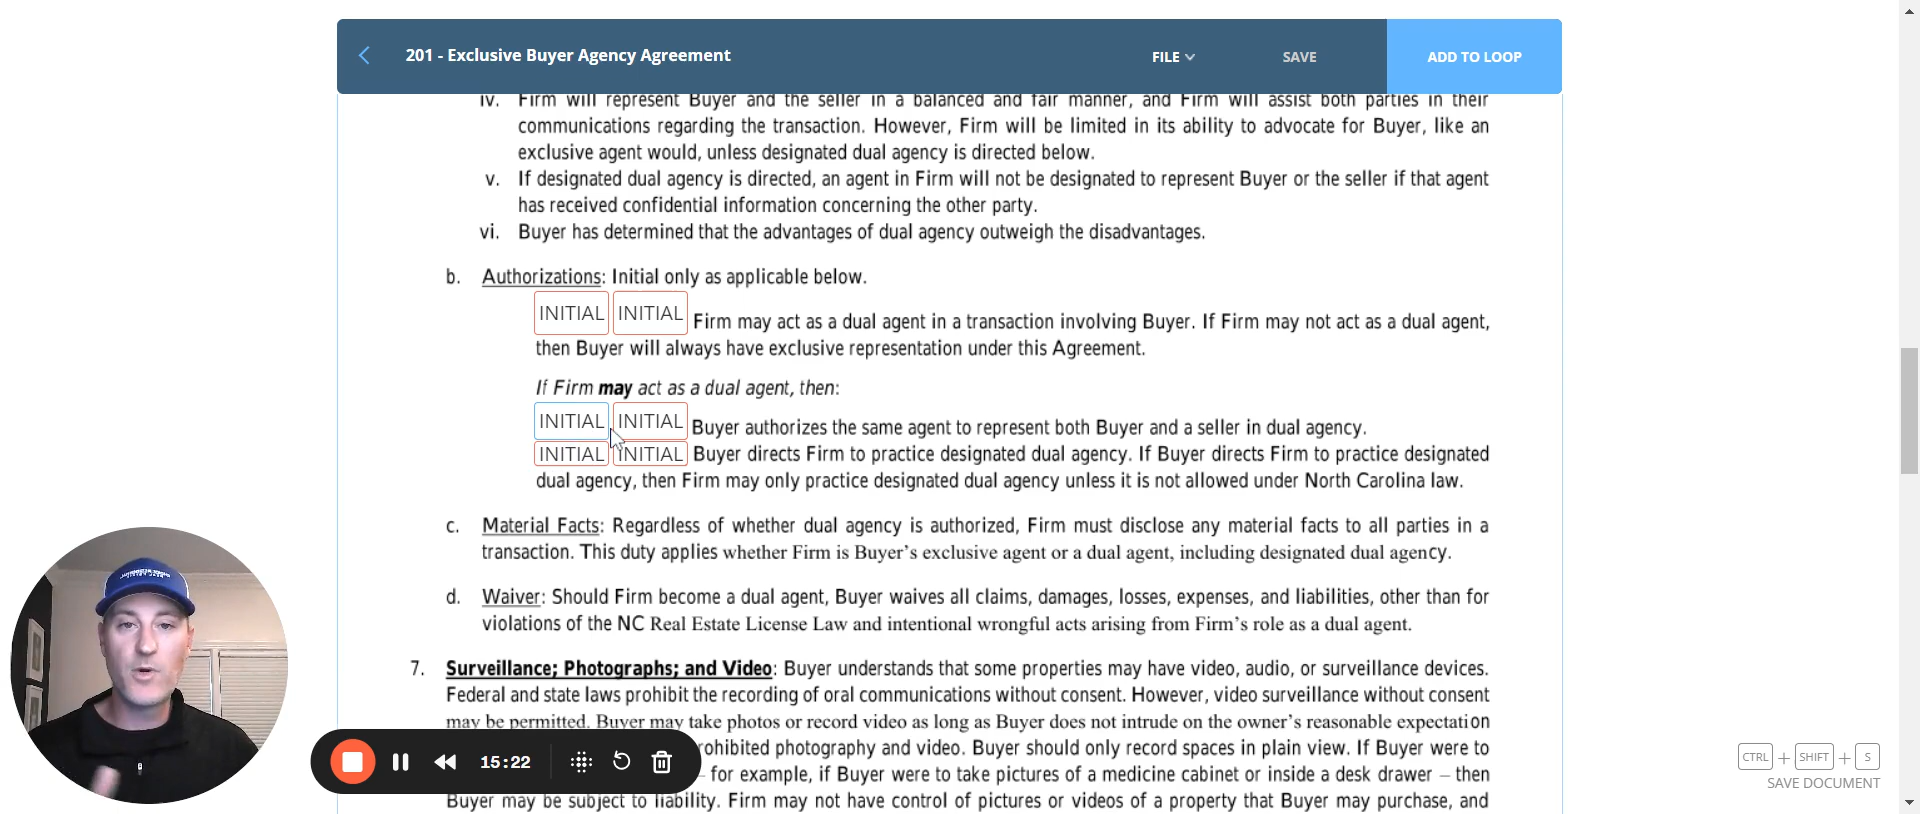 201 - Exclusive Buyer Agency Agreement
FILE
SAVE
ADD TO LOOP
iv. Firm will represent Buyer and the seller in a balanced and fair manner, and Firm will assist both parties in their
communications regarding the transaction. However, Firm will be limited in its ability to advocate for Buyer, like an
exclusive agent would, unless designated dual agency is directed below.
v. If designated dual agency is directed, an agent in Firm will not be designated to represent Buyer or the seller if that agent
has received confidential information concerning the other party.
vi. Buyer has determined that the advantages of dual agency outweigh the disadvantages.
b. Authorizations: Initial only as applicable below.
INITIAL INITIAL Firm may act as a dual agent in a transaction involving Buyer. If Firm may not act as a dual agent,
then Buyer will always have exclusive representation under this Agreement.
If Firm may act as a dual agent, then:
INITIAL INITIAL Buyer authorizes the same agent to represent both Buyer and a seller in dual agency.
INITIAL INITIAL Buyer directs Firm to practice designated dual agency. If Buyer directs Firm to practice designated
dual agency, then Firm may only practice designated dual agency unless it is not allowed under North Carolina law.
c. Material Facts: Regardless of whether dual agency is authorized, Firm must disclose any material facts to all parties in a
transaction. This duty applies whether Firm is Buyer’s exclusive agent or a dual agent, including designated dual agency.
d. Waiver: Should Firm become a dual agent, Buyer waives all claims, damages, losses, expenses, and liabilities, other than for
violations of the NC Real Estate License Law and intentional wrongful acts arising from Firm’s role as a dual agent.
7. Surveillance; Photographs; and Video: Buyer understands that some properties may have video, audio, or surveillance devices.
Federal and state laws prohibit the recording of oral communications without consent. However, video surveillance without consent
may be permitted. Buyer may take photos or record video as long as Buyer does not intrude on the owner’s reasonable expectation
rohibited photography and video. Buyer should only record spaces in plain view. If Buyer were to
– for example, if Buyer were to take pictures of a medicine cabinet or inside a desk drawer – then
Buyer may be subject to liability. Firm may not have control of pictures or videos of a property that Buyer may purchase, and
15:22
CTRL + SHIFT + S
SAVE DOCUMENT